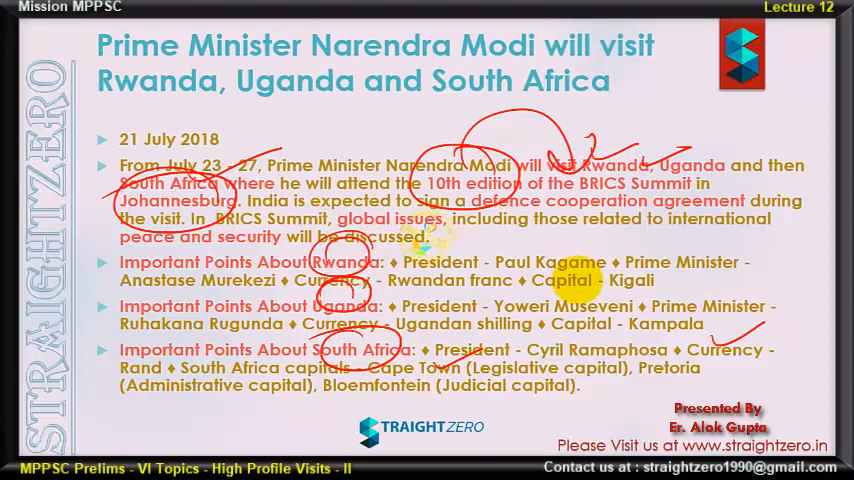 Mission MPPSC
Lecture 12
Prime Minister Narendra Modi will visit
Rwanda, Uganda and South Africa
STRAIGHTZERO
21 July 2018
From July 23 - 27, Prime Minister Narendra Modi will visit Rwanda, Uganda and then
South Africa where he will attend the 10th edition of the BRICS Summit in
Johannesburg. India is expected to sign a defence cooperation agreement during
the visit. In BRICS Summit, global issues, including those related to international
peace and security will be discussed.
Important Points About Rwanda: ♦ President - Paul Kagame ♦ Prime Minister -
Anastase Murekezi ♦ Currency - Rwandan franc ♦ Capital - Kigali
Important Points About Uganda: ♦ President - Yoweri Museveni ♦ Prime Minister -
Ruhakana Rugunda ♦ Currency - Ugandan shilling ♦ Capital - Kampala
Important Points About South Africa: ♦ President - Cyril Ramaphosa ♦ Currency -
Rand ♦ South Africa capitals - Cape Town (Legislative capital), Pretoria
(Administrative capital), Bloemfontein (Judicial capital).
TRAIGHTZERO
Presented By
Er. Alok Gupta
Please Visit us at www.straightzero.in
MPPSC Prelims - VI Topics - High Profile Visits - II
Contact us at : straightzero1990@gmail.com